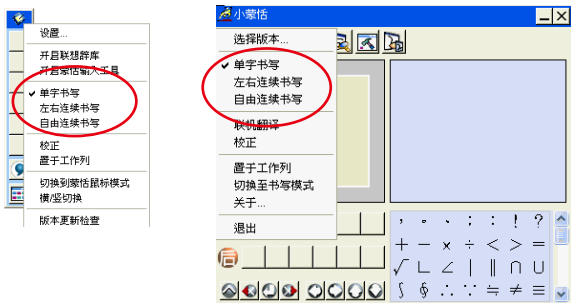 设置...
开启联想辞库
开启蒙恬输入工具
✓ 单字书写
左右连续书写
自由连续书写
校正
置于工作列
切换到蒙恬鼠标模式
横/竖切换
版本更新检查
小蒙恬
选择版本...
✓ 单字书写
左右连续书写
自由连续书写
联机翻译
校正
置于工作列
切换至书写模式
关于...
退出
， 。 、 ； ： ！ ？
＋ － × ÷ ＜ ＞ ＝
√ ∟ ∠ ∣ ∥ ∩ ∪
∫ ∮ ∴ ∵ ≒ ≠ ≡